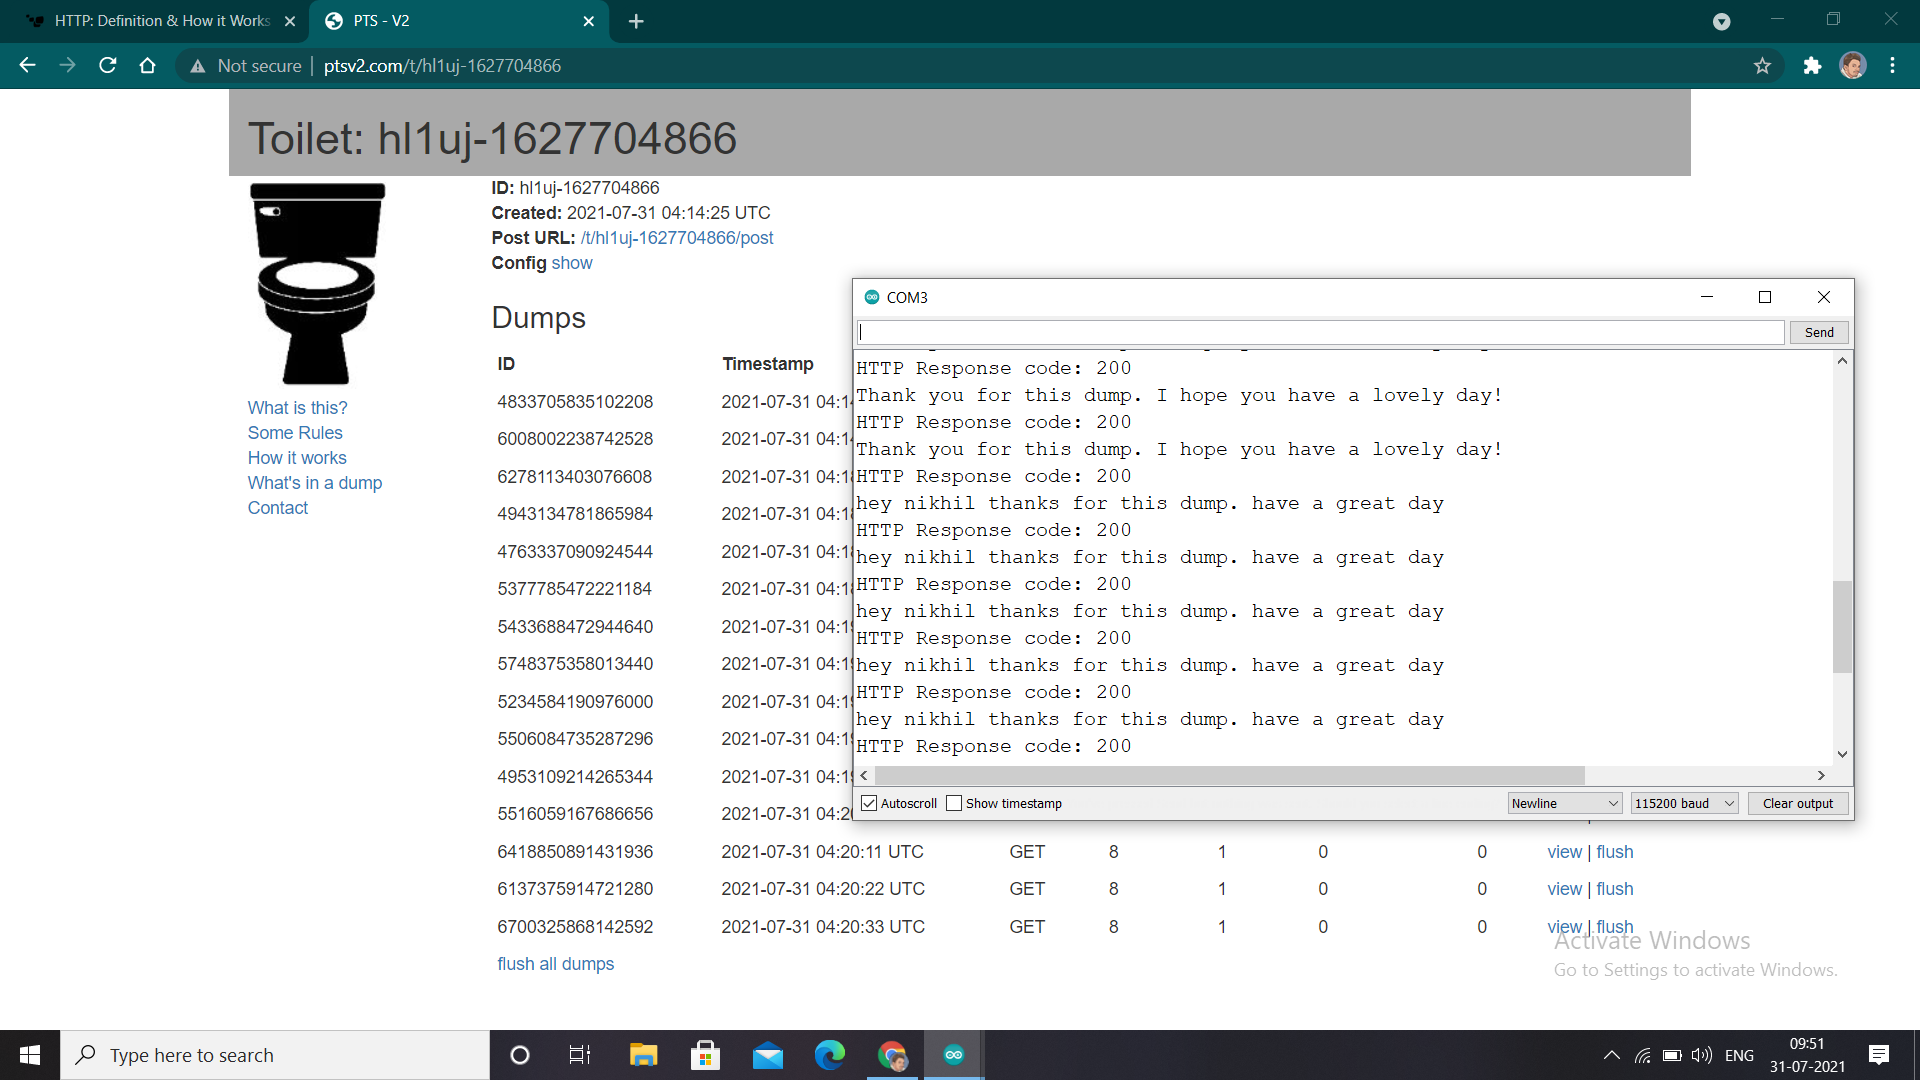 HTTP: Definition & How it Works
PTS - V2
Not secure
ptsv2.com/t/hl1uj-1627704866
Toilet: hl1uj-1627704866
ID: hl1uj-1627704866
Created: 2021-07-31 04:14:25 UTC
Post URL: /t/hl1uj-1627704866/post
Config show
What is this?
Some Rules
How it works
What's in a dump
Contact
Dumps
ID Timestamp
4833705835102208 2021-07-31 04:14
6008002238742528 2021-07-31 04:14
6278113403076608 2021-07-31 04:18
4943134781865984 2021-07-31 04:18
4763337090924544 2021-07-31 04:18
5377785472221184 2021-07-31 04:18
5433688472944640 2021-07-31 04:19
5748375358013440 2021-07-31 04:19
5234584190976000 2021-07-31 04:19
5506084735287296 2021-07-31 04:19
4953109214265344 2021-07-31 04:19
5516059167686656 2021-07-31 04:20
6418850891431936 2021-07-31 04:20:11 UTC GET 8 1 0 0 view | flush
6137375914721280 2021-07-31 04:20:22 UTC GET 8 1 0 0 view | flush
6700325868142592 2021-07-31 04:20:33 UTC GET 8 1 0 0 view | flush
flush all dumps
COM3
Send
HTTP Response code: 200
Thank you for this dump. I hope you have a lovely day!
HTTP Response code: 200
Thank you for this dump. I hope you have a lovely day!
HTTP Response code: 200
hey nikhil thanks for this dump. have a great day
HTTP Response code: 200
hey nikhil thanks for this dump. have a great day
HTTP Response code: 200
hey nikhil thanks for this dump. have a great day
HTTP Response code: 200
hey nikhil thanks for this dump. have a great day
HTTP Response code: 200
hey nikhil thanks for this dump. have a great day
HTTP Response code: 200
Autoscroll Show timestamp Newline 115200 baud Clear output
Activate Windows
Go to Settings to activate Windows.
Type here to search
ENG
09:51
31-07-2021